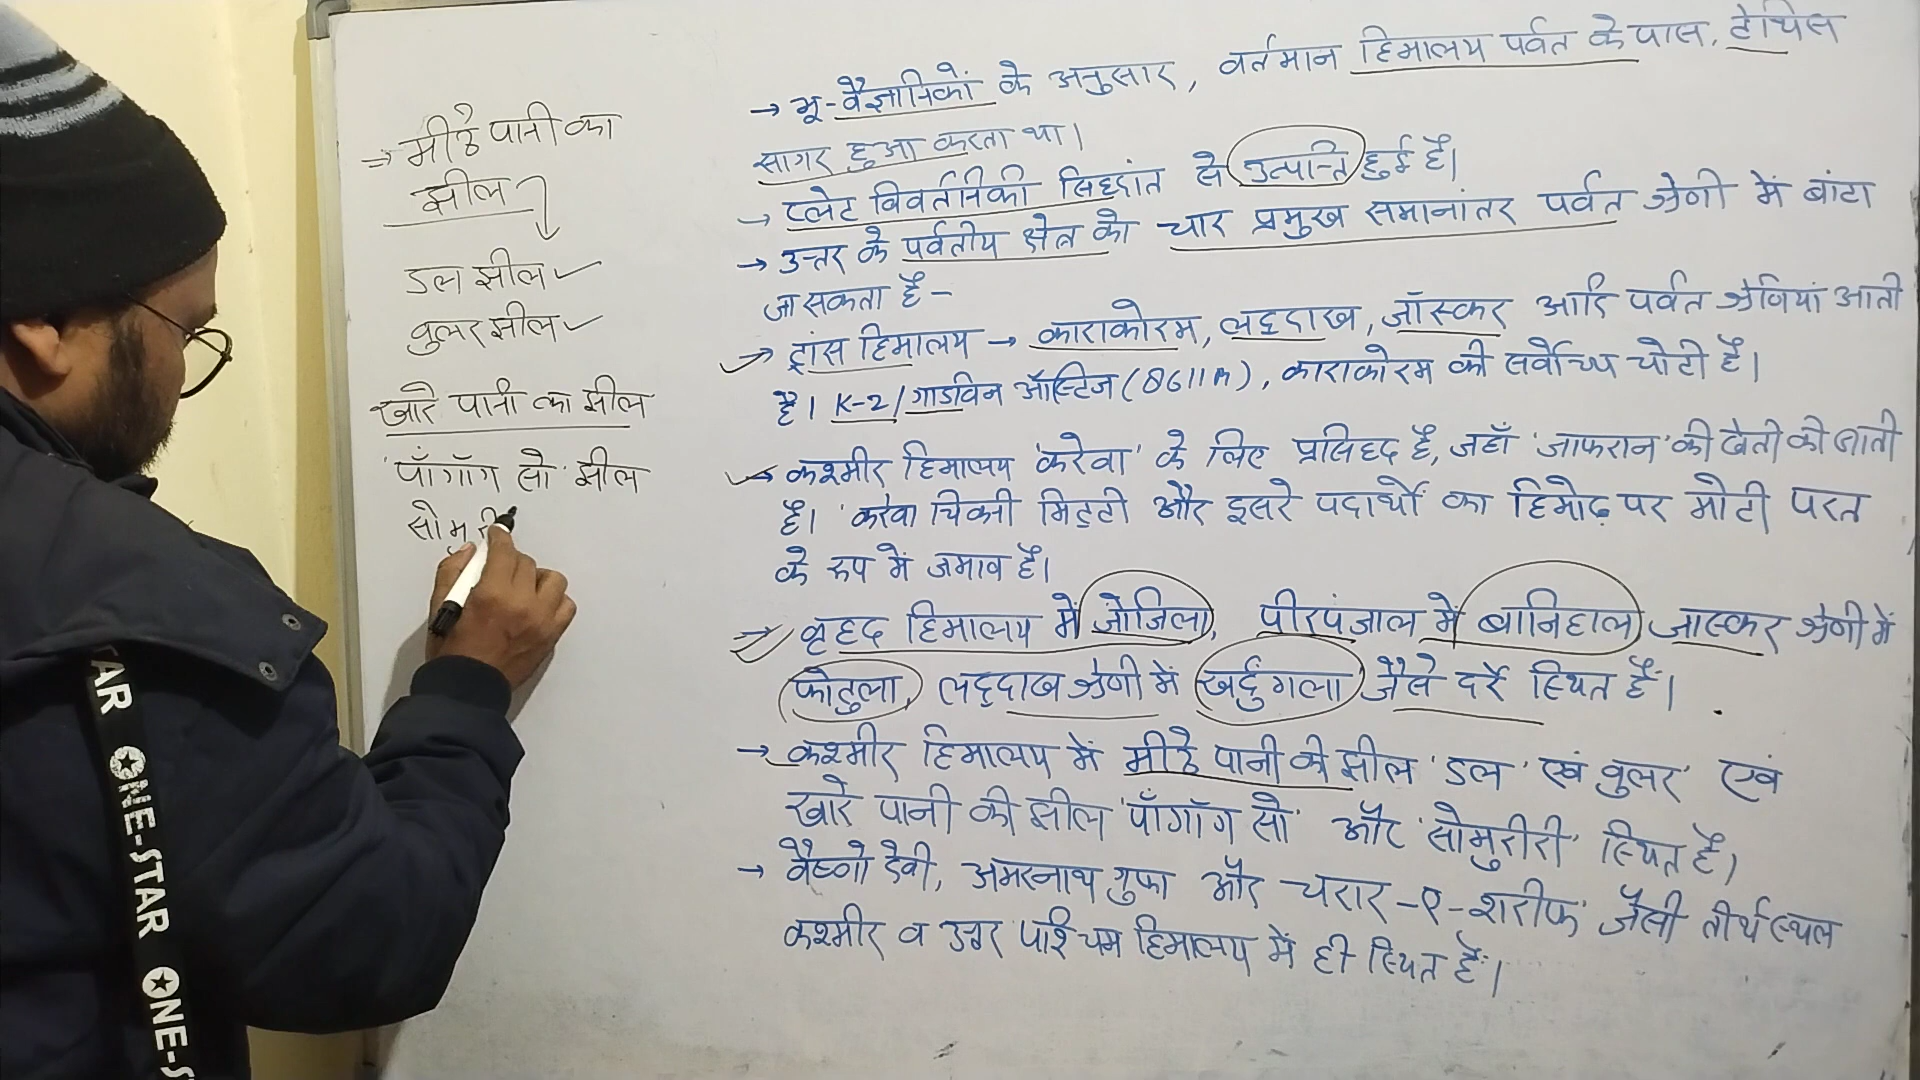 ⇒ मीठे पानी का
झील
डल झील ✓
वुलर झील ✓
खारे पानी का झील
'पाँगॉग सो' झील
सोमुरी
→ भू-वैज्ञानिकों के अनुसार, वर्तमान हिमालय पर्वत के पास, टेथिस
सागर हुआ करता था।
→ प्लेट विवर्तनिकी सिद्धांत से उत्पत्ति हुई है।
→ उत्तर के पर्वतीय क्षेत्र को चार प्रमुख समानांतर पर्वत श्रेणी में बांटा
जा सकता है -
→ ट्रांस हिमालय → काराकोरम, लद्दाख, जॉस्कर आदि पर्वत श्रेणियां आती
है। K-2/गाडविन ऑस्टिन (8611m), काराकोरम की सर्वोच्च चोटी है।
→ कश्मीर हिमालय 'करेवा' के लिए प्रसिद्ध है, जहाँ 'जाफरान' की खेती की जाती
है। 'करेवा चिकनी मिट्टी और दूसरे पदार्थों का हिमोढ़ पर मोटी परत
के रुप में जमाव है।
→ वृहद हिमालय में जोजिला, पीरपंजाल में बानिहाल जास्कर श्रेणी में
फोटुला, लद्दाख श्रेणी में खर्दुगला जैसे दर्रे स्थित हैं।
→ कश्मीर हिमालय में मीठे पानी की झील 'डल' एवं वुलर' एवं
खारे पानी की झील 'पाँगॉग सो' और 'सोमुरीरी' स्थित है।
→ वैष्णो देवी, अमरनाथ गुफा और चरार-ए-शरीफ' जैसी तीर्थ स्थल
कश्मीर व उत्तर पश्चिम हिमालय में ही स्थित हैं।
STAR ONE-STAR ONE-S